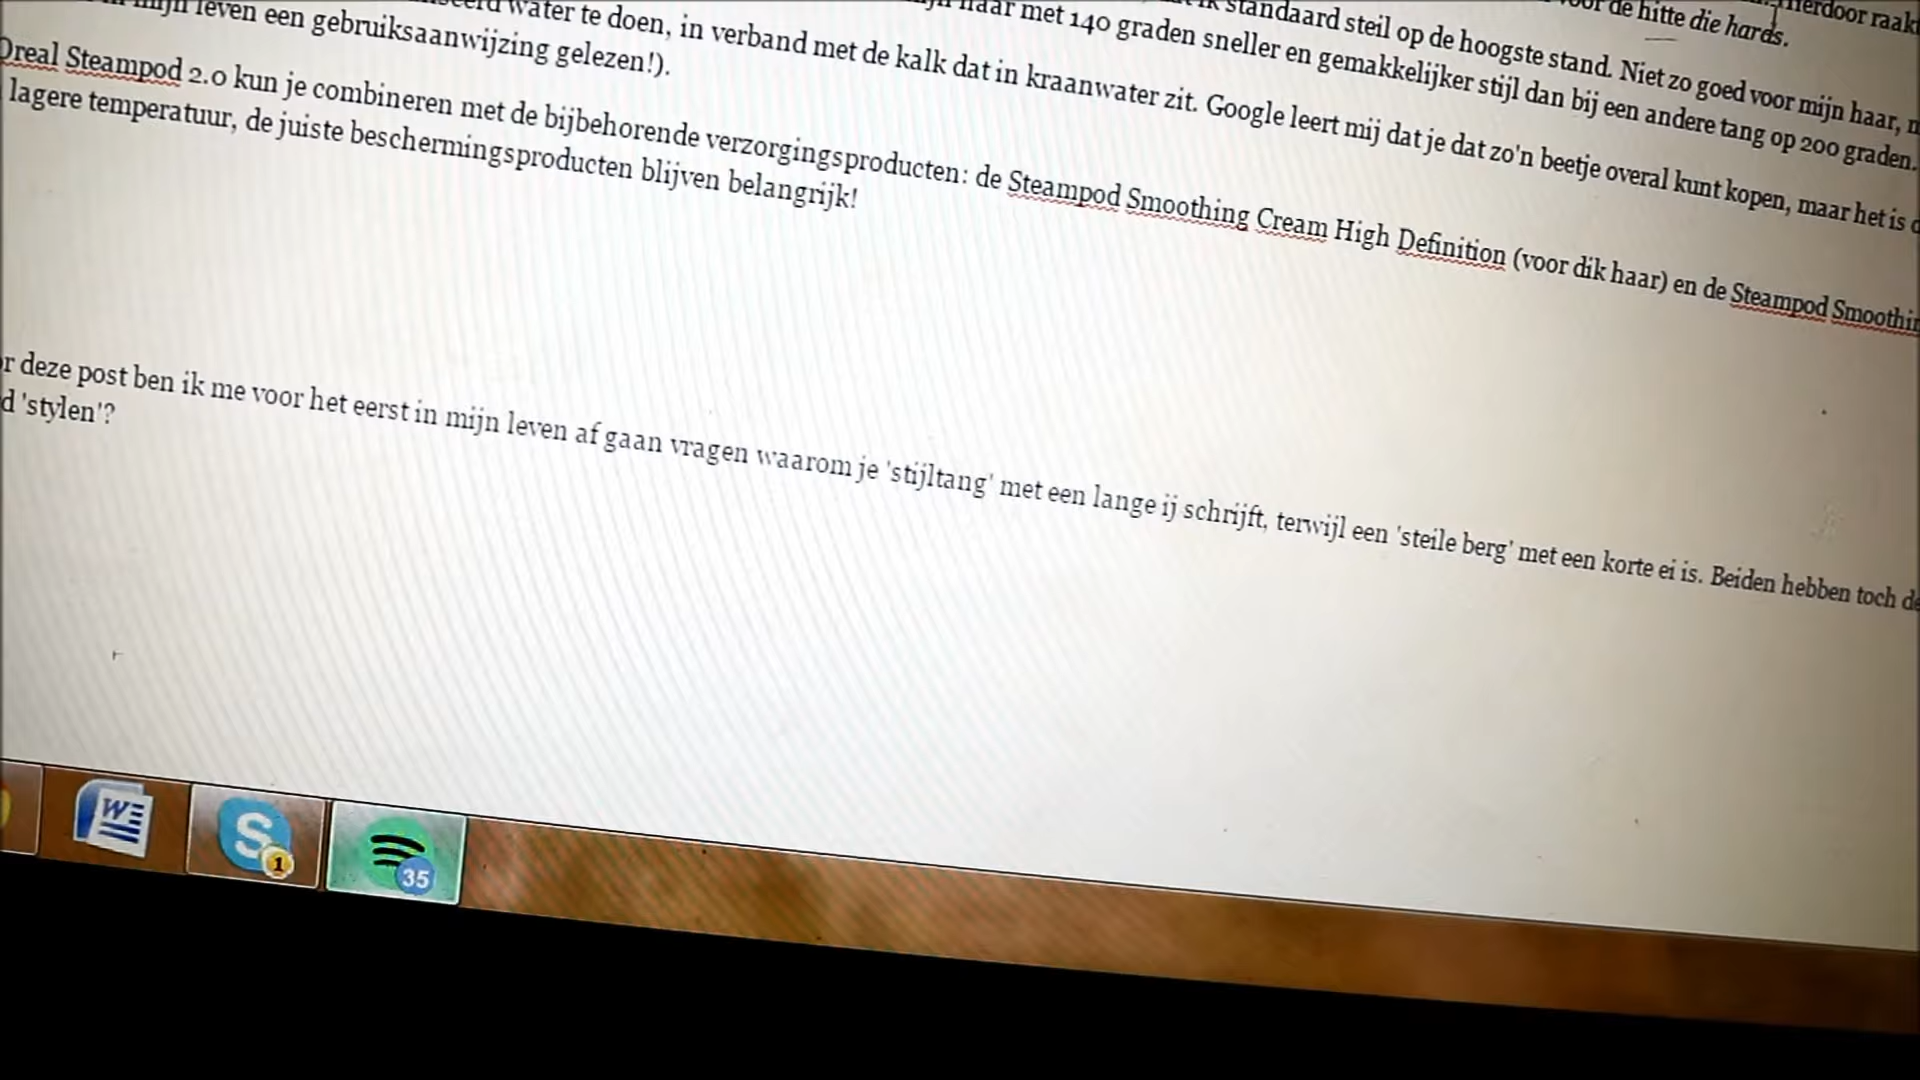 hierdoor raakt
voor de hitte die hards.
ik standaard steil op de hoogste stand. Niet zo goed voor mijn haar,
haar met 140 graden sneller en gemakkelijker stijl dan bij een andere tang op 200 graden.
water te doen, in verband met de kalk dat in kraanwater zit. Google leert mij dat je dat zo'n beetje overal kunt kopen, maar het is
mijn leven een gebruiksaanwijzing gelezen!).
Oreal Steampod 2.0 kun je combineren met de bijbehorende verzorgingsproducten: de Steampod Smoothing Cream High Definition (voor dik haar) en de Steampod
lagere temperatuur, de juiste beschermingsproducten blijven belangrijk!
deze post ben ik me voor het eerst in mijn leven af gaan vragen waarom je 'stijltang' met een lange ij schrijft, terwijl een 'steile berg' met een korte ei is. Beiden hebben toch
'stylen'?
W
S
1
35